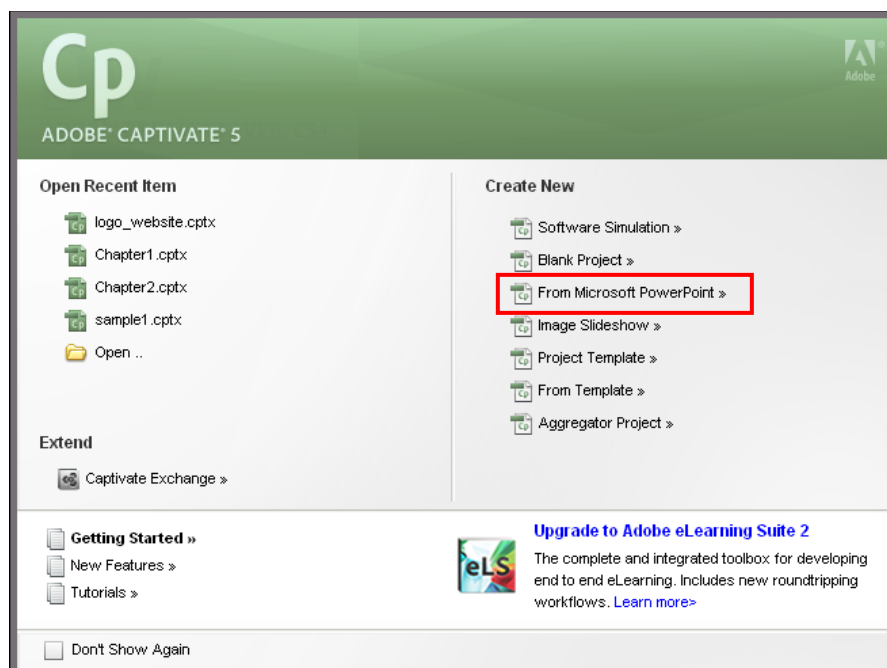 Cp
Adobe
ADOBE® CAPTIVATE® 5
Open Recent Item
logo_website.cptx
Chapter1.cptx
Chapter2.cptx
sample1.cptx
Open ..
Extend
Captivate Exchange »
Create New
Software Simulation »
Blank Project »
From Microsoft PowerPoint »
Image Slideshow »
Project Template »
From Template »
Aggregator Project »
Getting Started »
New Features »
Tutorials »
eLS
Upgrade to Adobe eLearning Suite 2
The complete and integrated toolbox for developing
end to end eLearning. Includes new roundtripping
workflows. Learn more>
Don't Show Again